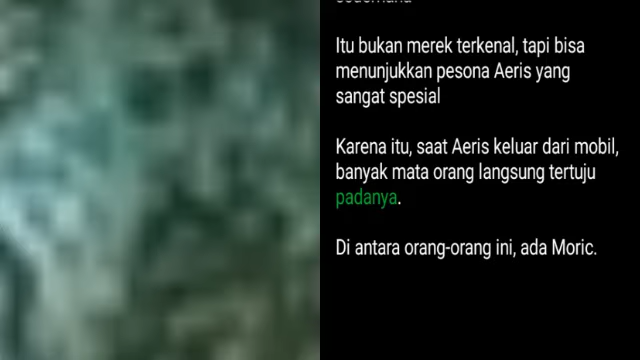 Itu bukan merek terkenal, tapi bisa
menunjukkan pesona Aeris yang
sangat spesial
Karena itu, saat Aeris keluar dari mobil,
banyak mata orang langsung tertuju
padanya.
Di antara orang-orang ini, ada Moric.